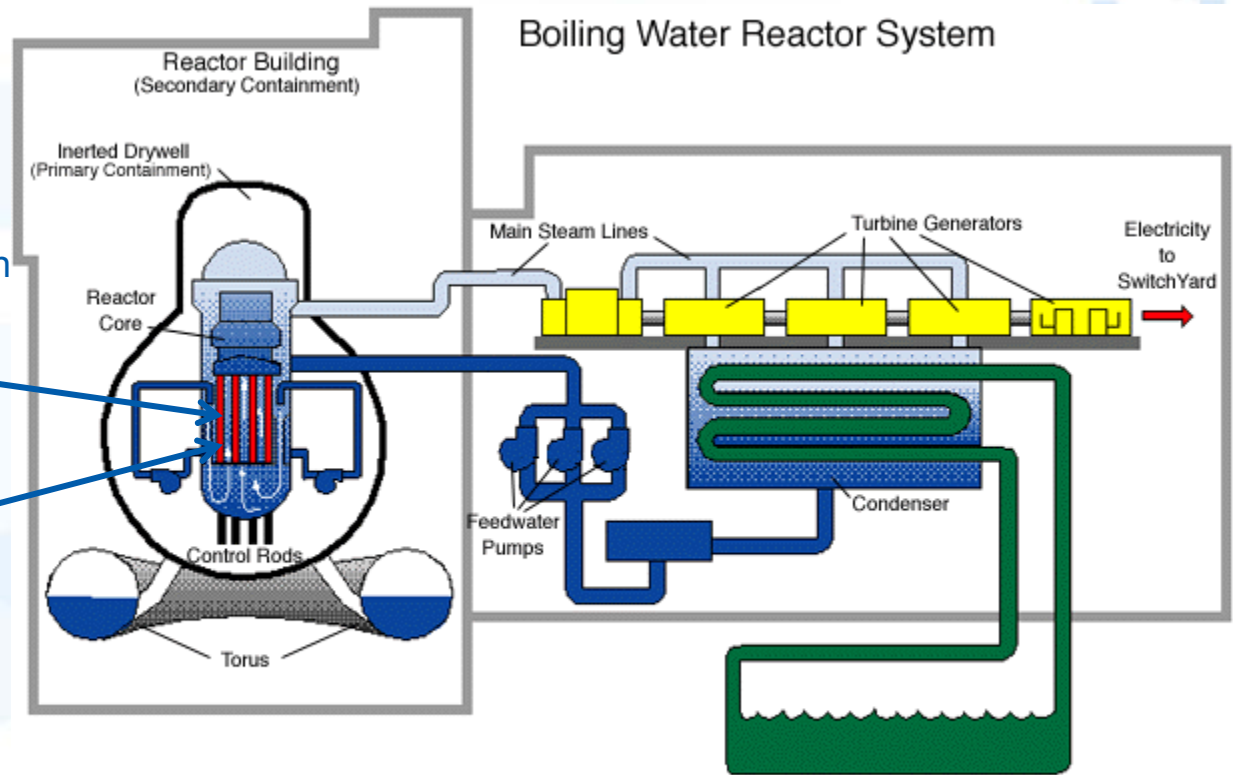 Boiling Water Reactor System
Reactor Building
(Secondary Containment)
Inerted Drywell
(Primary Containment)
Main Steam Lines
Turbine Generators
Electricity
to
SwitchYard
Reactor
Core
Feedwater
Pumps
Condenser
Control Rods
Torus